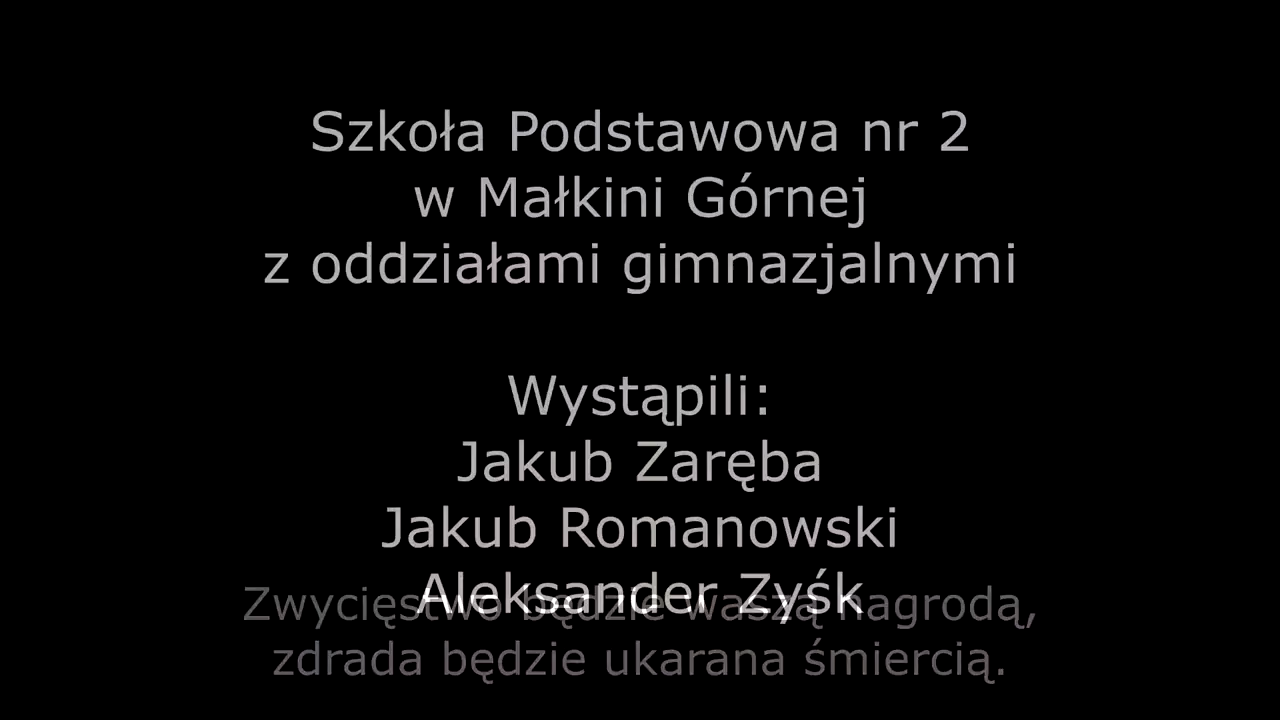 Szkoła Podstawowa nr 2
w Małkini Górnej
z oddziałami gimnazjalnymi
Wystąpili:
Jakub Zaręba
Jakub Romanowski
Aleksander Zyśk
Zwycięstwo będzie waszą nagrodą,
zdrada będzie ukarana śmiercią.